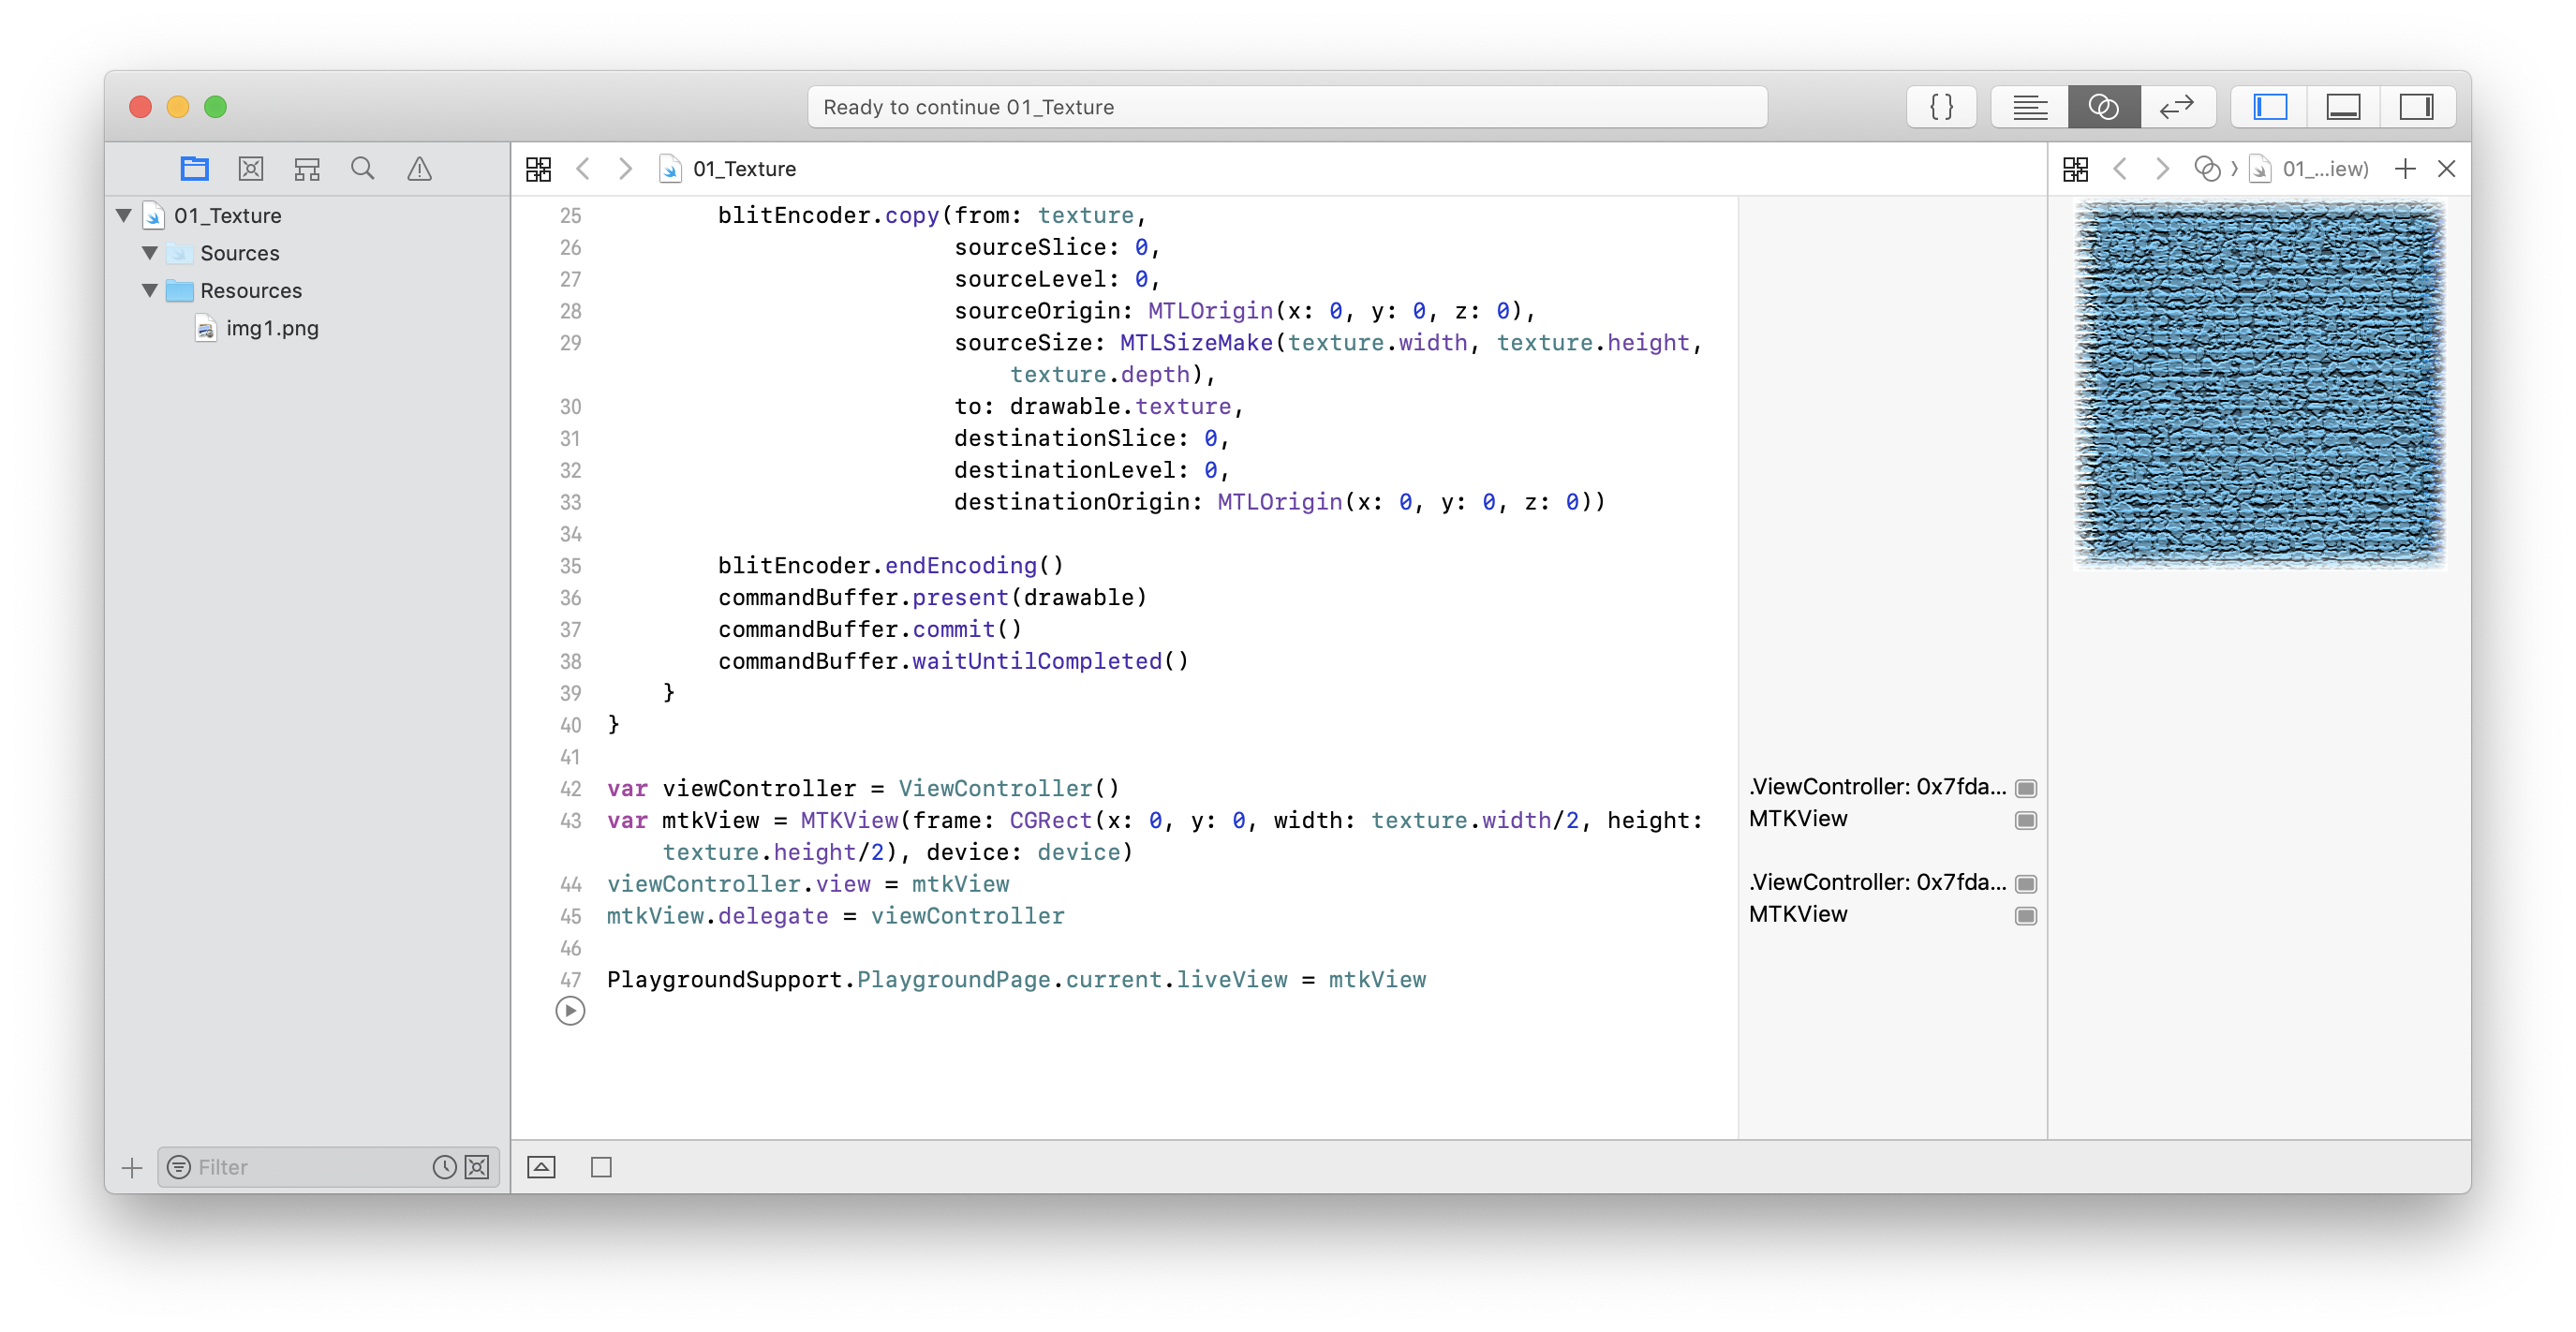 Ready to continue 01_Texture
{}
01_Texture
Sources
Resources
img1.png
Filter
01_Texture
25 blitEncoder.copy(from: texture,
26 sourceSlice: 0,
27 sourceLevel: 0,
28 sourceOrigin: MTLOrigin(x: 0, y: 0, z: 0),
29 sourceSize: MTLSizeMake(texture.width, texture.height,
texture.depth),
30 to: drawable.texture,
31 destinationSlice: 0,
32 destinationLevel: 0,
33 destinationOrigin: MTLOrigin(x: 0, y: 0, z: 0))
34
35 blitEncoder.endEncoding()
36 commandBuffer.present(drawable)
37 commandBuffer.commit()
38 commandBuffer.waitUntilCompleted()
39 }
40 }
41
42 var viewController = ViewController()
43 var mtkView = MTKView(frame: CGRect(x: 0, y: 0, width: texture.width/2, height:
texture.height/2), device: device)
44 viewController.view = mtkView
45 mtkView.delegate = viewController
46
47 PlaygroundSupport.PlaygroundPage.current.liveView = mtkView
.ViewController: 0x7fda...
MTKView
.ViewController: 0x7fda...
MTKView
01_...iew)